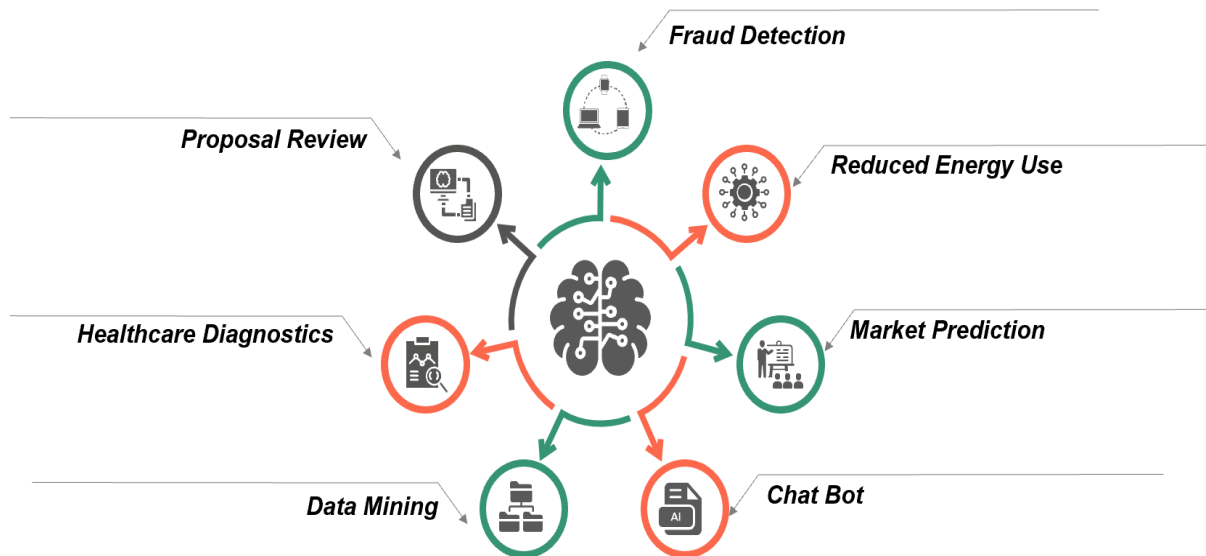 Fraud Detection
Proposal Review
Reduced Energy Use
Healthcare Diagnostics
Market Prediction
Data Mining
Chat Bot
AI